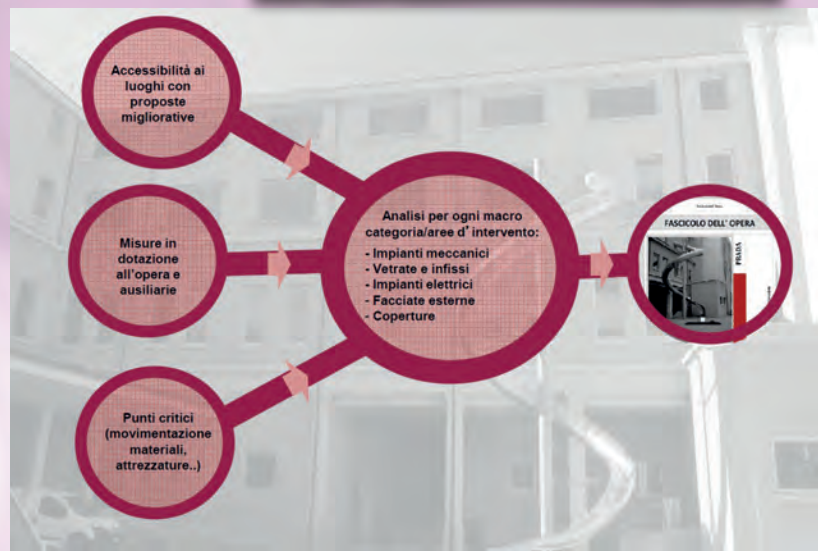 Accessibilità ai
luoghi con
proposte
migliorative
Misure in
dotazione
all'opera e
ausiliarie
Punti critici
(movimentazione
materiali,
attrezzature..)
Analisi per ogni macro
categoria/aree d' intervento:
- Impianti meccanici
- Vetrate e infissi
- Impianti elettrici
- Facciate esterne
- Coperture
FASCICOLO DELL' OPERA
PRADA